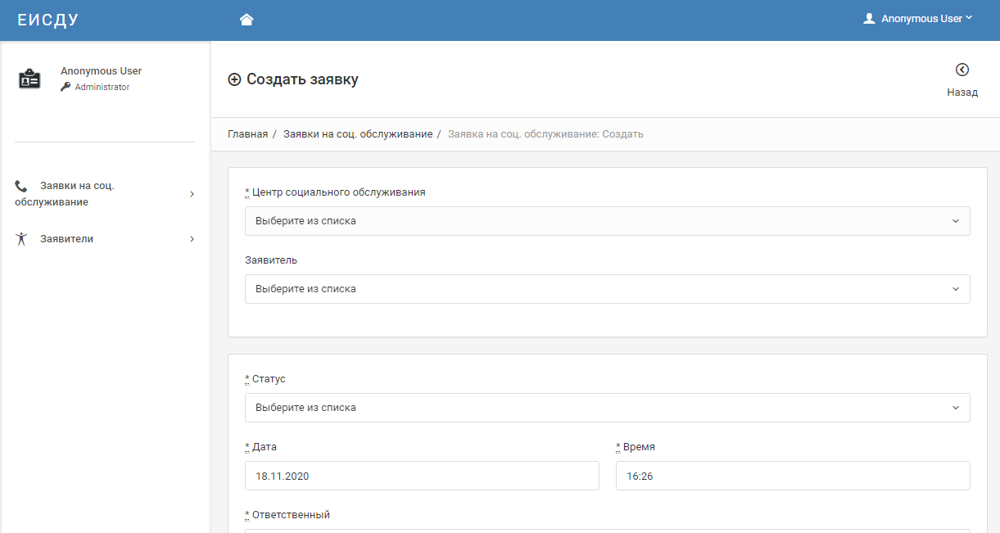 ЕИСДУ
Anonymous User
Anonymous User
Administrator
Заявки на соц.
обслуживание
Заявители
Создать заявку
Назад
Главная / Заявки на соц. обслуживание / Заявка на соц. обслуживание: Создать
* Центр социального обслуживания
Выберите из списка
Заявитель
Выберите из списка
* Статус
Выберите из списка
* Дата
18.11.2020
* Время
16:26
* Ответственный